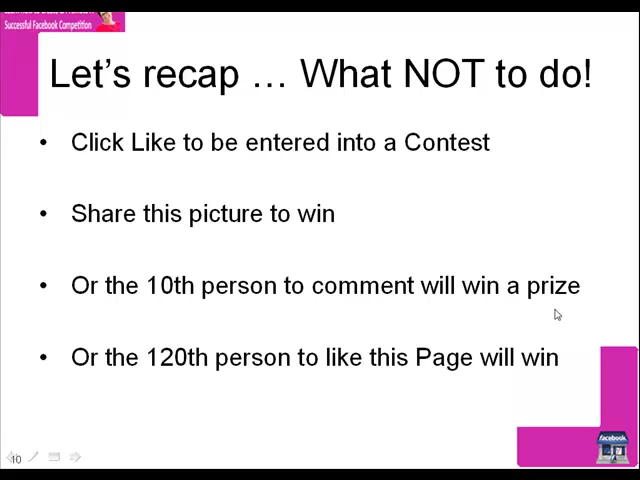 Successful Facebook Competition
Let's recap … What NOT to do!
• Click Like to be entered into a Contest
• Share this picture to win
• Or the 10th person to comment will win a prize
• Or the 120th person to like this Page will win
facebook
10